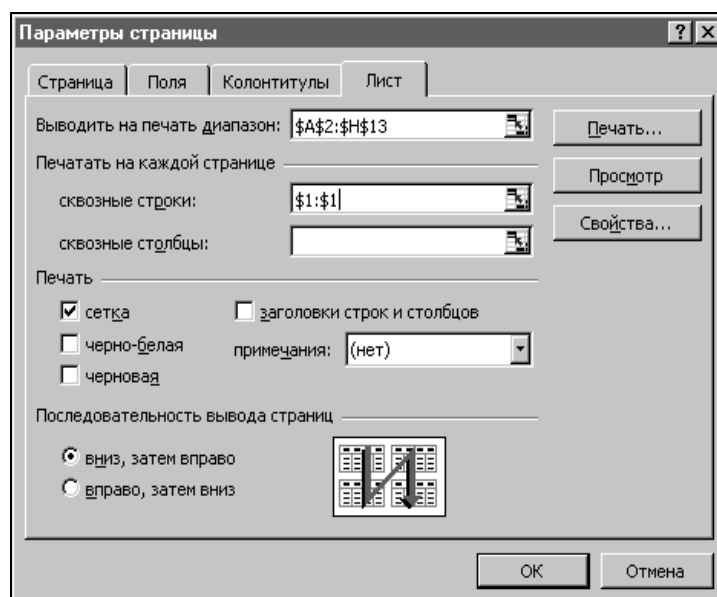 Параметры страницы
Страница Поля Колонтитулы Лист
Выводить на печать диапазон: $A$2:$H$13 Печать...
Печатать на каждой странице Просмотр
сквозные строки: $1:$1
сквозные столбцы: Свойства...
Печать
сетка заголовки строк и столбцов
черно-белая примечания: (нет)
черновая
Последовательность вывода страниц
вниз, затем вправо
вправо, затем вниз
ОК Отмена